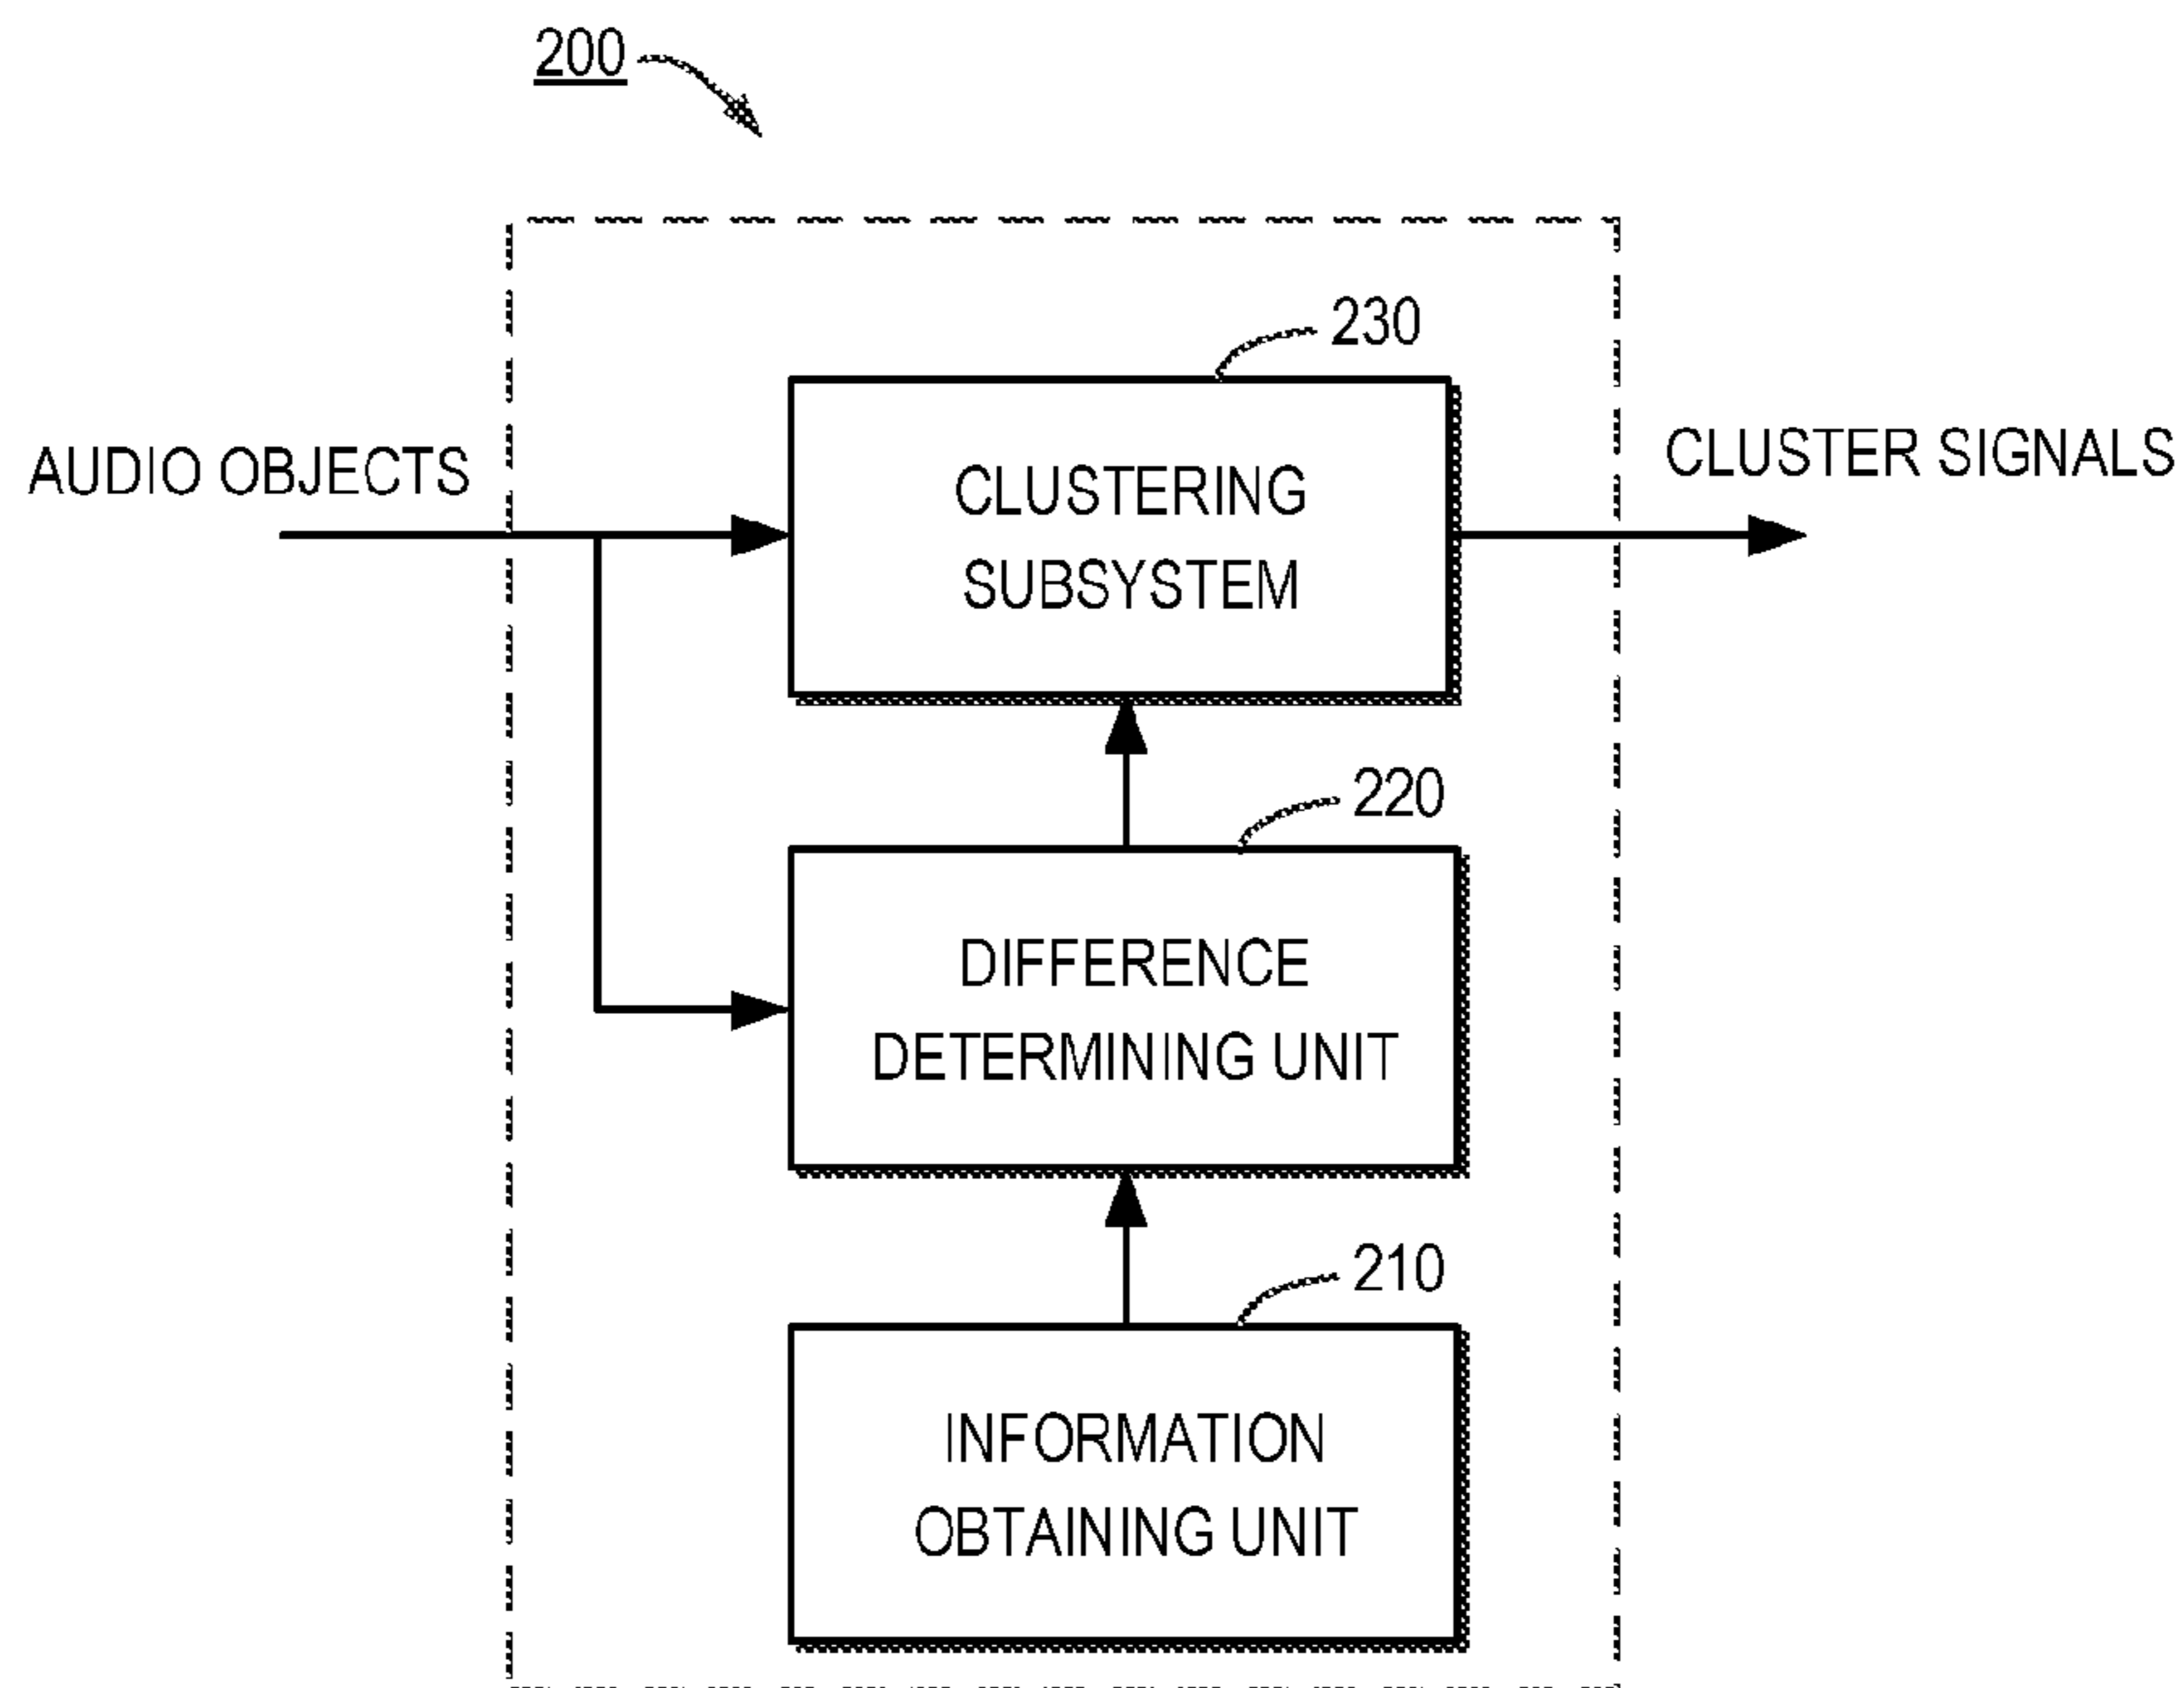 200
230
AUDIO OBJECTS
CLUSTERING
SUBSYSTEM
CLUSTER SIGNALS
220
DIFFERENCE
DETERMINING UNIT
210
INFORMATION
OBTAINING UNIT